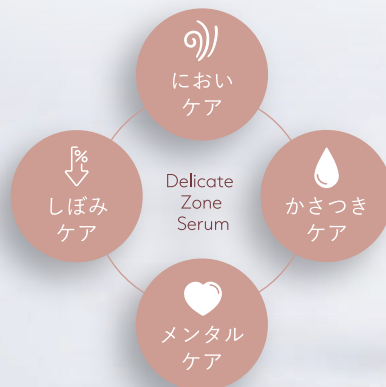 におい
ケア
%
しぼみ
ケア
Delicate
Zone
Serum
かさつき
ケア
メンタル
ケア